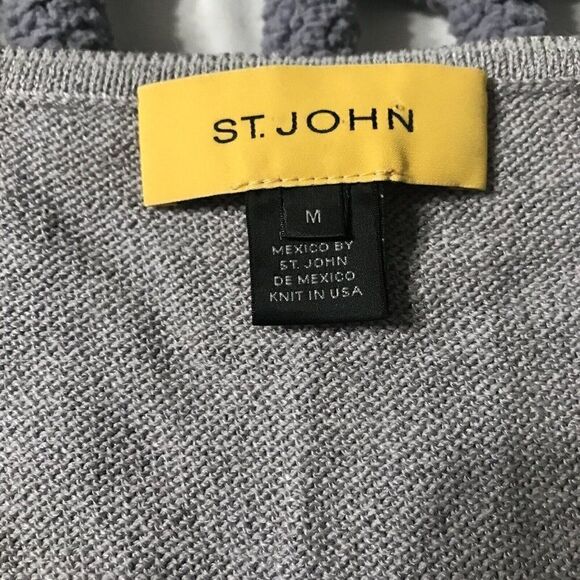 ST. JOHN
M
MEXICO BY
ST. JOHN
DE MEXICO
KNIT IN USA